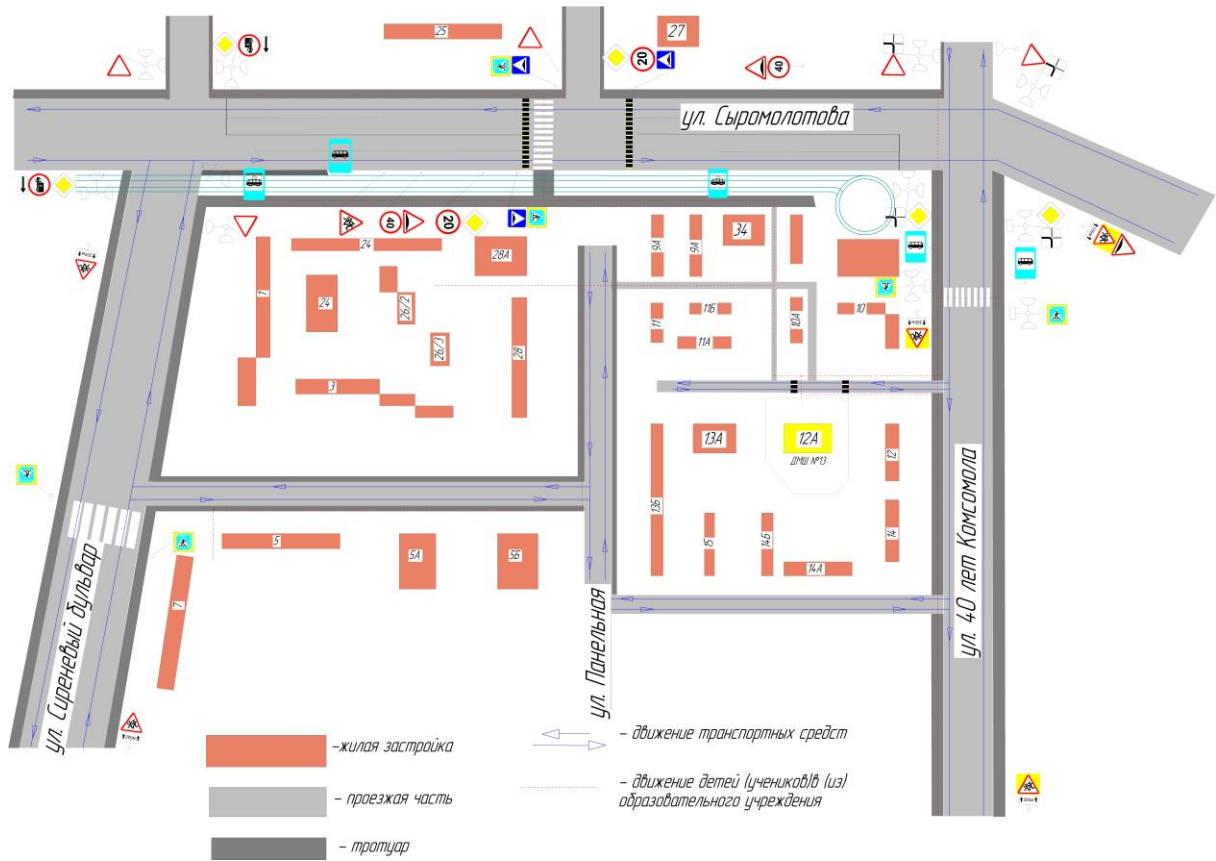 25
27
20
40
ул. Сыромолотова
40
20
24
28А
9А
9А
34
1
24
26/2
26/3
28
11
11Б
11А
10А
10
3
13А
12А
ДМШ №13
12
13Б
15
14Б
14
14А
5
5А
5Б
7
ул. Сиреневый бульвар
ул. Панельная
ул. 40 лет Камсомола
-жилая застройка
- проезжая часть
- тротуар
- движение транспортных средст
- движение детей (учеников)в (из)
образовательного учреждения